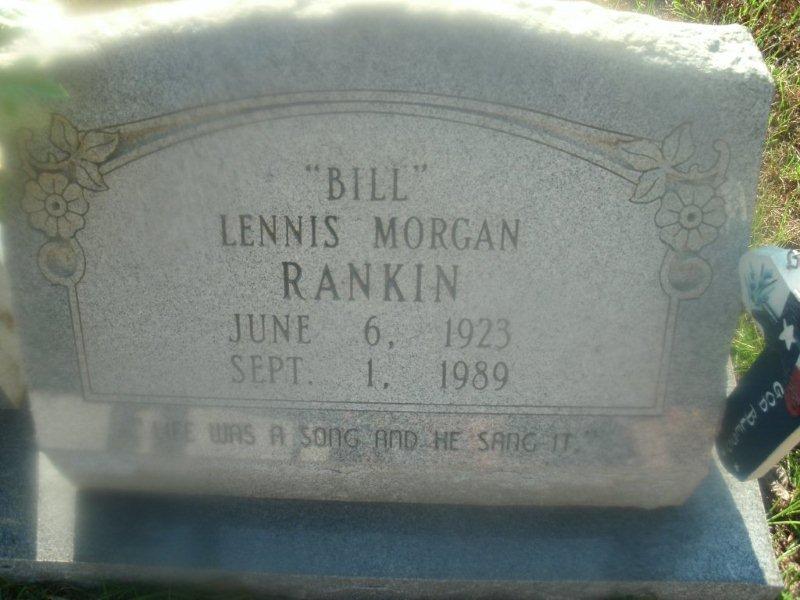 "BILL"
LENNIS MORGAN
RANKIN
JUNE 6, 1923
SEPT. 1, 1989
"LIFE WAS A SONG AND HE SANG IT."